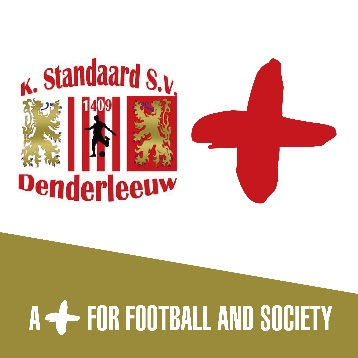 K. Standaard S.V.
1409
Denderleeuw
A + FOR FOOTBALL AND SOCIETY